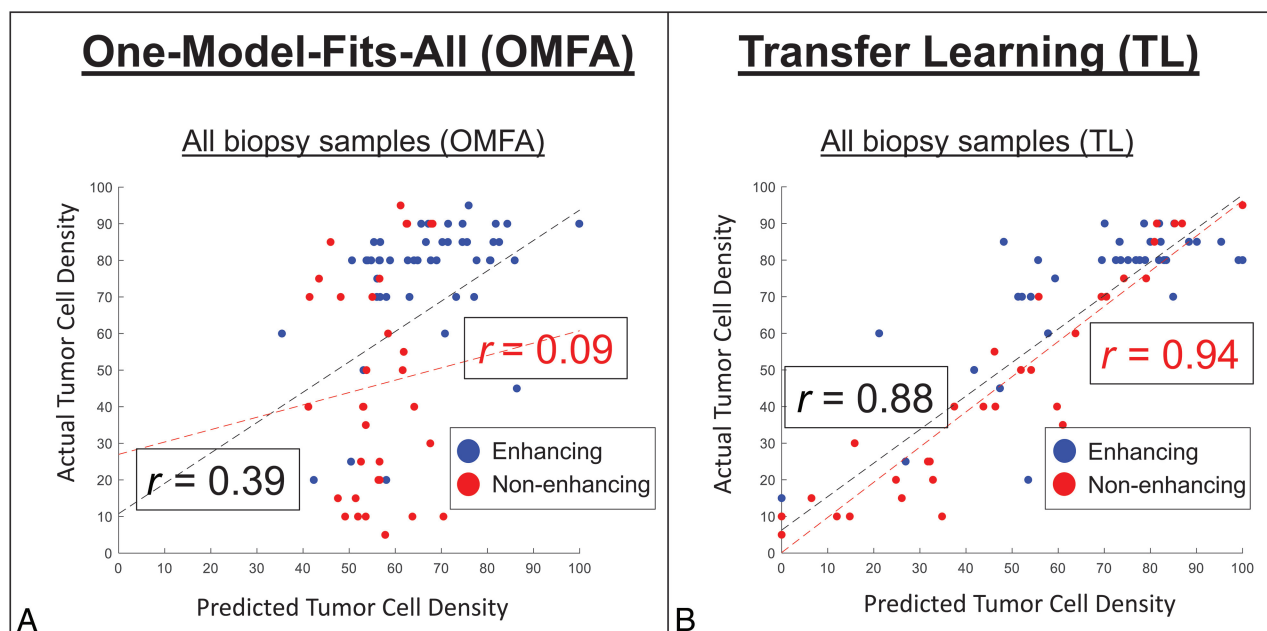 One-Model-Fits-All (OMFA)
All biopsy samples (OMFA)
Actual Tumor Cell Density
100
90
80
70
60
50
40
30
20
10
0
r = 0.09
r = 0.39
Enhancing
Non-enhancing
0 10 20 30 40 50 60 70 80 90 100
Predicted Tumor Cell Density
A
Transfer Learning (TL)
All biopsy samples (TL)
Actual Tumor Cell Density
100
90
80
70
60
50
40
30
20
10
0
r = 0.94
r = 0.88
Enhancing
Non-enhancing
0 10 20 30 40 50 60 70 80 90 100
Predicted Tumor Cell Density
B